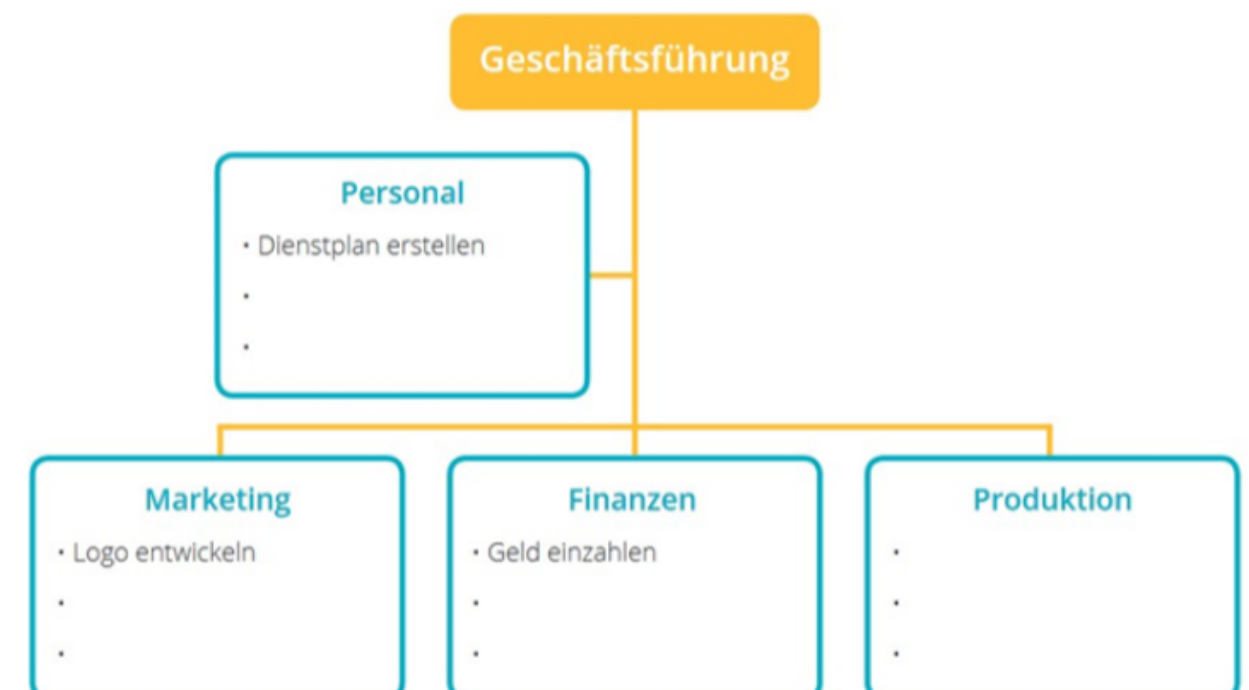 Geschäftsführung
Personal
• Dienstplan erstellen
•
•
Marketing
• Logo entwickeln
•
•
Finanzen
• Geld einzahlen
•
•
Produktion
•
•
•